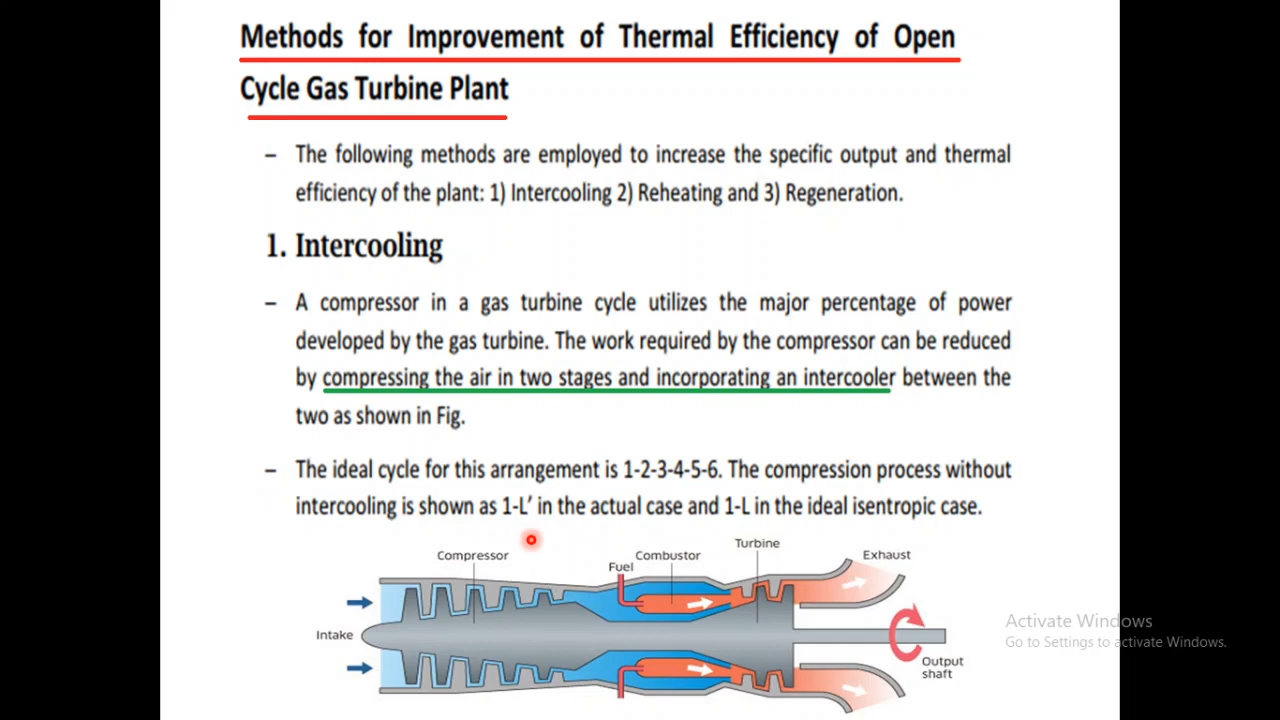 Methods for Improvement of Thermal Efficiency of Open
Cycle Gas Turbine Plant
– The following methods are employed to increase the specific output and thermal
efficiency of the plant: 1) Intercooling 2) Reheating and 3) Regeneration.
1. Intercooling
– A compressor in a gas turbine cycle utilizes the major percentage of power
developed by the gas turbine. The work required by the compressor can be reduced
by compressing the air in two stages and incorporating an intercooler between the
two as shown in Fig.
– The ideal cycle for this arrangement is 1-2-3-4-5-6. The compression process without
intercooling is shown as 1-L′ in the actual case and 1-L in the ideal isentropic case.
Turbine
Compressor
Combustor
Exhaust
Fuel
Intake
Output
shaft
Activate Windows
Go to Settings to activate Windows.